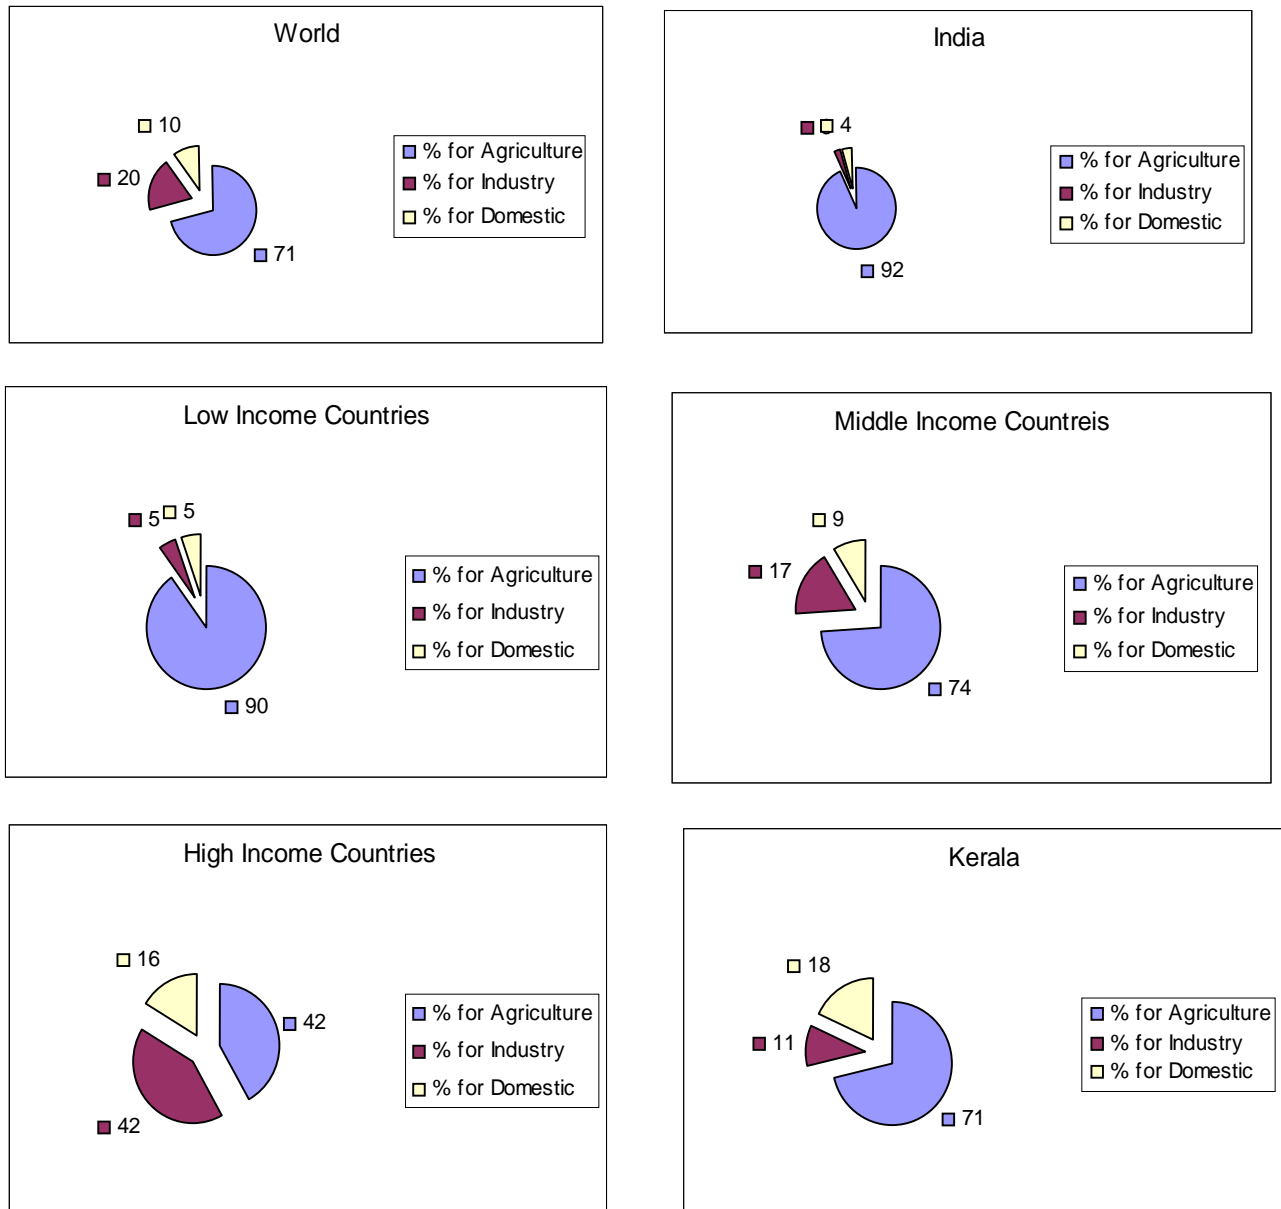 World
10
20
71
% for Agriculture
% for Industry
% for Domestic
India
4
92
% for Agriculture
% for Industry
% for Domestic
Low Income Countries
5
5
90
% for Agriculture
% for Industry
% for Domestic
Middle Income Countreis
9
17
74
% for Agriculture
% for Industry
% for Domestic
High Income Countries
16
42
42
% for Agriculture
% for Industry
% for Domestic
Kerala
18
11
71
% for Agriculture
% for Industry
% for Domestic